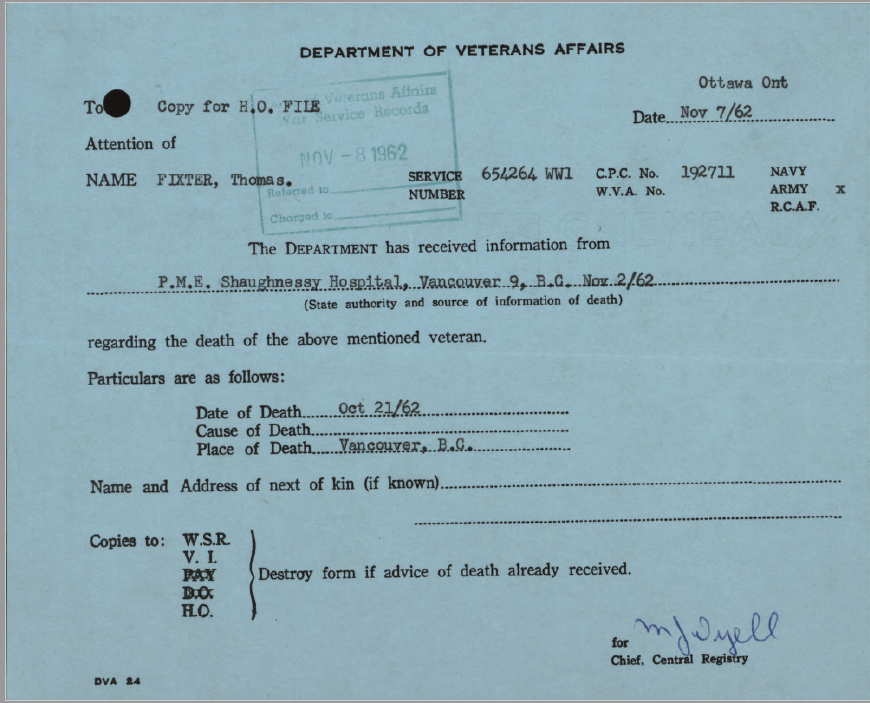 DEPARTMENT OF VETERANS AFFAIRS
Ottawa Ont
To Copy for H.O. FILE
Date Nov 7/62
Veterans Affairs
War Service Records
NOV - 8 1962
Referred to
Charged to
Attention of
NAME FIXTER, Thomas. SERVICE NUMBER 654264 WW1 C.P.C. No. 192711 NAVY
W.V.A. No. ARMY x
R.C.A.F.
The DEPARTMENT has received information from
P.M.E. Shaughnessy Hospital, Vancouver 9, B.C. Nov 2/62
(State authority and source of information of death)
regarding the death of the above mentioned veteran.
Particulars are as follows:
Date of Death Oct 21/62
Cause of Death
Place of Death Vancouver, B.C.
Name and Address of next of kin (if known)
Copies to: W.S.R.
V. I.
PAY
D.O.
H.O.
Destroy form if advice of death already received.
for
Chief, Central Registry
DVA 24